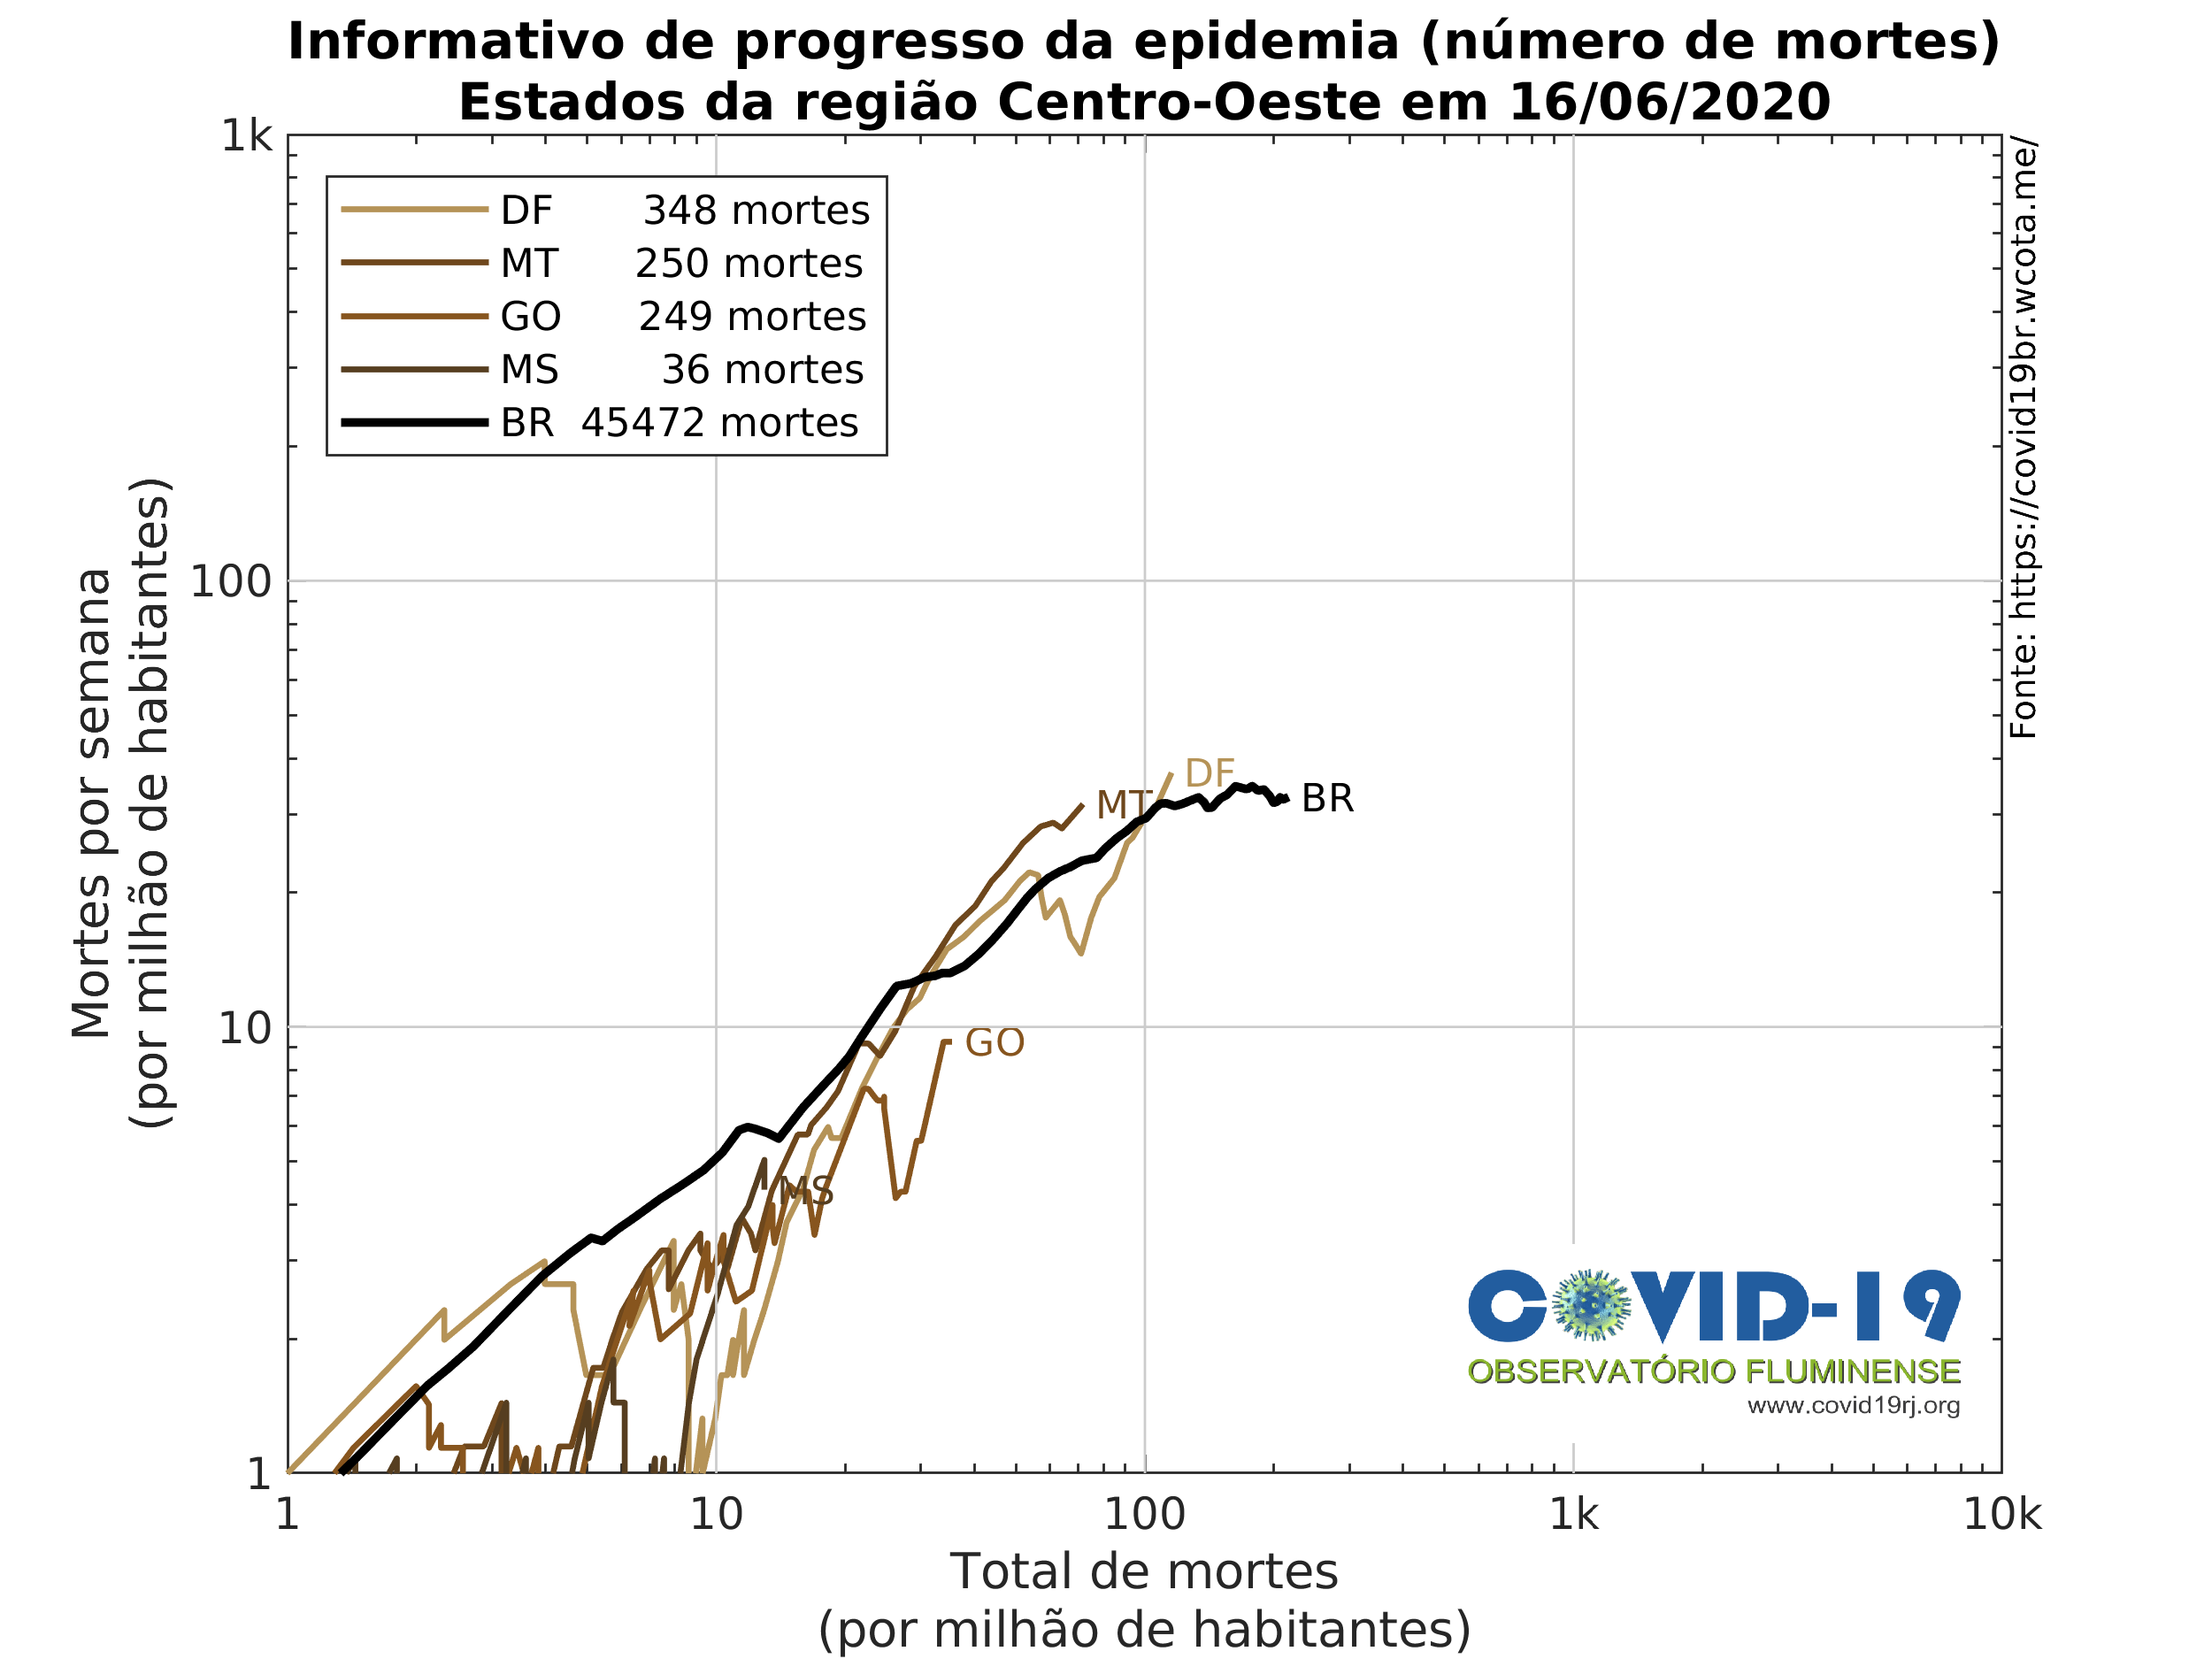 Informativo de progresso da epidemia (número de mortes)
Estados da região Centro-Oeste em 16/06/2020
1k
100
10
1
Mortes por semana
(por milhão de habitantes)
DF 348 mortes
MT 250 mortes
GO 249 mortes
MS 36 mortes
BR 45472 mortes
DF
MT
BR
GO
MS
Fonte: https://covid19br.wcota.me/
COVID-19
OBSERVATÓRIO FLUMINENSE
www.covid19rj.org
1
10
100
1k
10k
Total de mortes
(por milhão de habitantes)